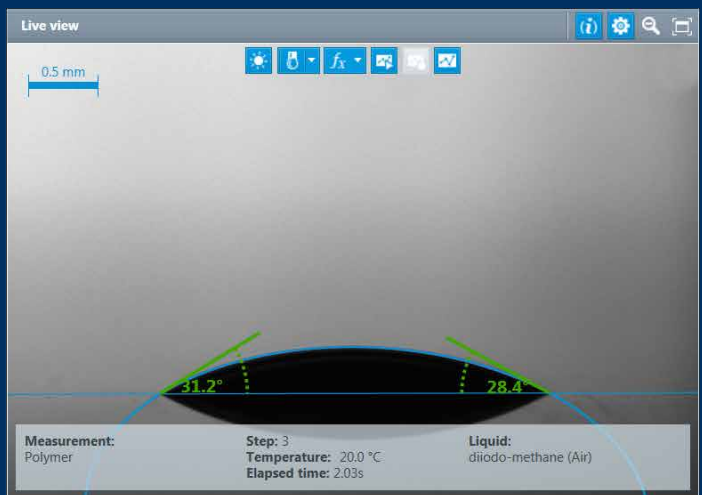 Live view
0.5 mm
fx
31.2°
28.4°
Measurement:
Polymer
Step: 3
Temperature: 20.0 °C
Elapsed time: 2.03s
Liquid:
diiodo-methane (Air)